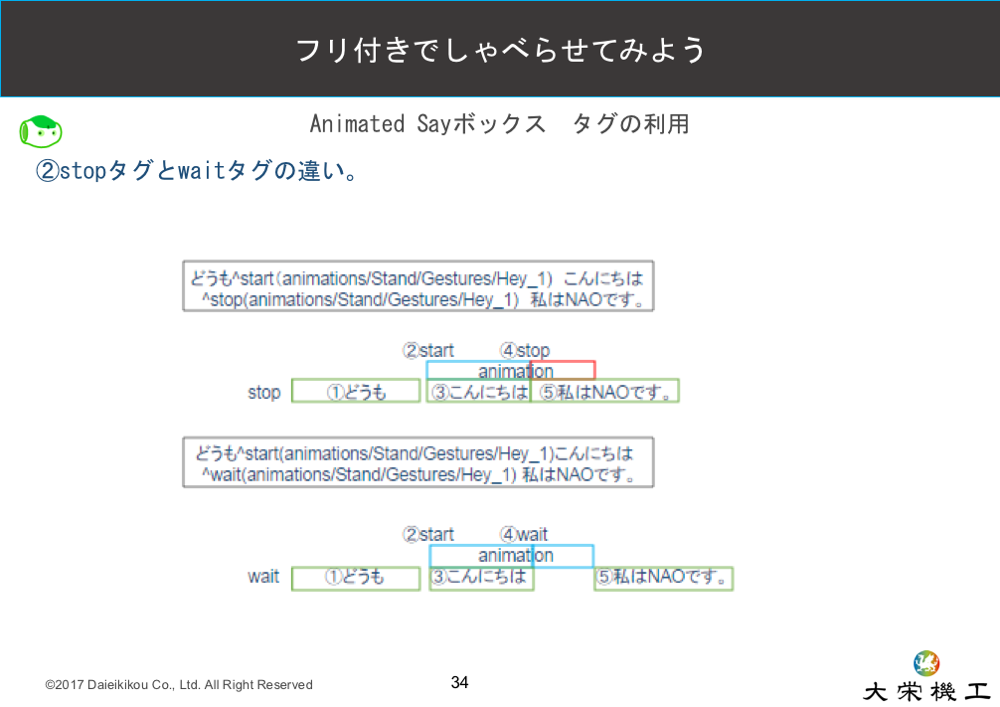 フリ付きでしゃべらせてみよう
Animated Sayボックス　タグの利用
②stopタグとwaitタグの違い。
どうも^start(animations/Stand/Gestures/Hey_1) こんにちは
^stop(animations/Stand/Gestures/Hey_1) 私はNAOです。
②start ④stop
animation
stop ①どうも ③こんにちは ⑤私はNAOです。
どうも^start(animations/Stand/Gestures/Hey_1)こんにちは
^wait(animations/Stand/Gestures/Hey_1) 私はNAOです。
②start ④wait
animation
wait ①どうも ③こんにちは ⑤私はNAOです。
©2017 Daieikikou Co., Ltd. All Right Reserved
34
大栄機工